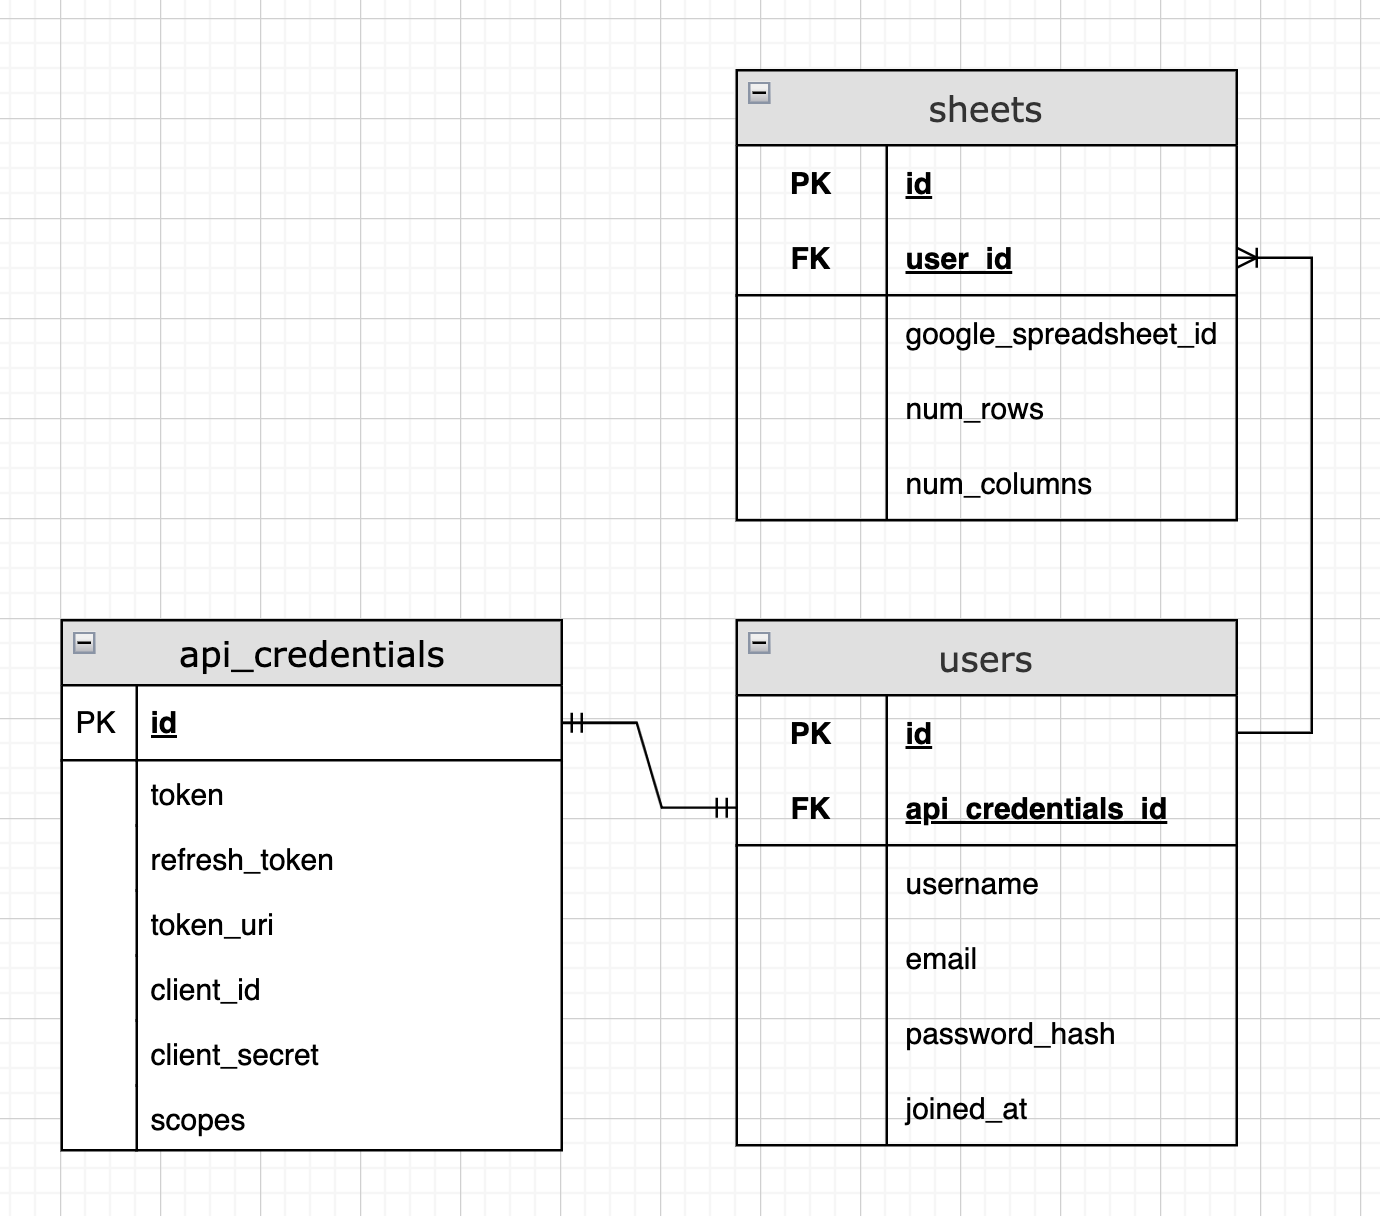 sheets
PK id
FK user_id
google_spreadsheet_id
num_rows
num_columns
api_credentials
PK id
token
refresh_token
token_uri
client_id
client_secret
scopes
users
PK id
FK api_credentials_id
username
email
password_hash
joined_at